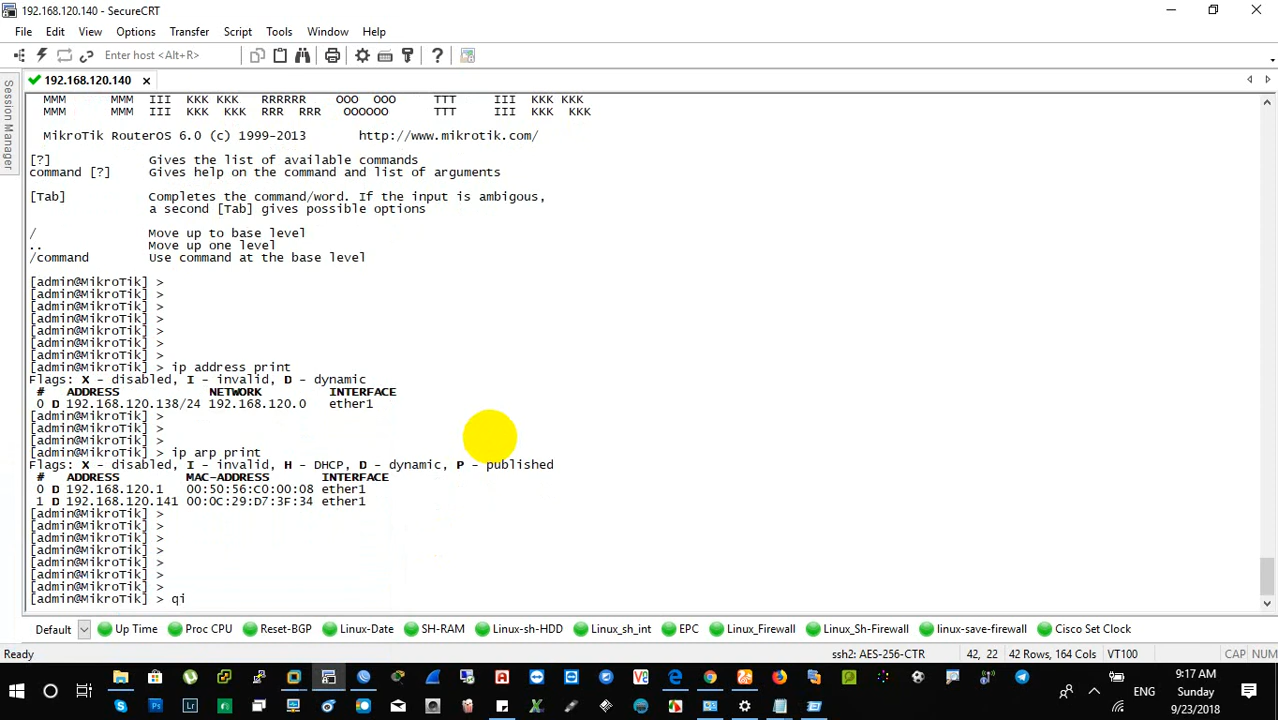 192.168.120.140 - SecureCRT
File Edit View Options Transfer Script Tools Window Help
Enter host <Alt+R>
192.168.120.140
Session Manager
MMM      MMM  III  KKK KKK   RRRRRR    OOO  OOO     TTT     III  KKK KKK
MMM      MMM  III  KKK  KKK  RRR  RRR   OOOOOO      TTT     III  KKK  KKK
MikroTik RouterOS 6.0 (c) 1999-2013       http://www.mikrotik.com/
[?]             Gives the list of available commands
command [?]     Gives help on the command and list of arguments
[Tab]           Completes the command/word. If the input is ambigous,
a second [Tab] gives possible options
/               Move up to base level
..              Move up one level
/command        Use command at the base level
[admin@MikroTik] >
[admin@MikroTik] >
[admin@MikroTik] >
[admin@MikroTik] >
[admin@MikroTik] >
[admin@MikroTik] >
[admin@MikroTik] >
[admin@MikroTik] > ip address print
Flags: X - disabled, I - invalid, D - dynamic
#   ADDRESS            NETWORK         INTERFACE
0 D 192.168.120.138/24 192.168.120.0   ether1
[admin@MikroTik] >
[admin@MikroTik] >
[admin@MikroTik] >
[admin@MikroTik] > ip arp print
Flags: X - disabled, I - invalid, H - DHCP, D - dynamic, P - published
#   ADDRESS         MAC-ADDRESS       INTERFACE
0 D 192.168.120.1   00:50:56:C0:00:08 ether1
1 D 192.168.120.141 00:0C:29:D7:3F:34 ether1
[admin@MikroTik] >
[admin@MikroTik] >
[admin@MikroTik] >
[admin@MikroTik] >
[admin@MikroTik] >
[admin@MikroTik] >
[admin@MikroTik] >
[admin@MikroTik] > qi
Default Up Time Proc CPU Reset-BGP Linux-Date SH-RAM Linux-sh-HDD Linux_sh_int EPC Linux_Firewall Linux_Sh-Firewall linux-save-firewall Cisco Set Clock
Ready ssh2: AES-256-CTR 42, 22 42 Rows, 164 Cols VT100 CAP NUM
9:17 AM
ENG Sunday
9/23/2018